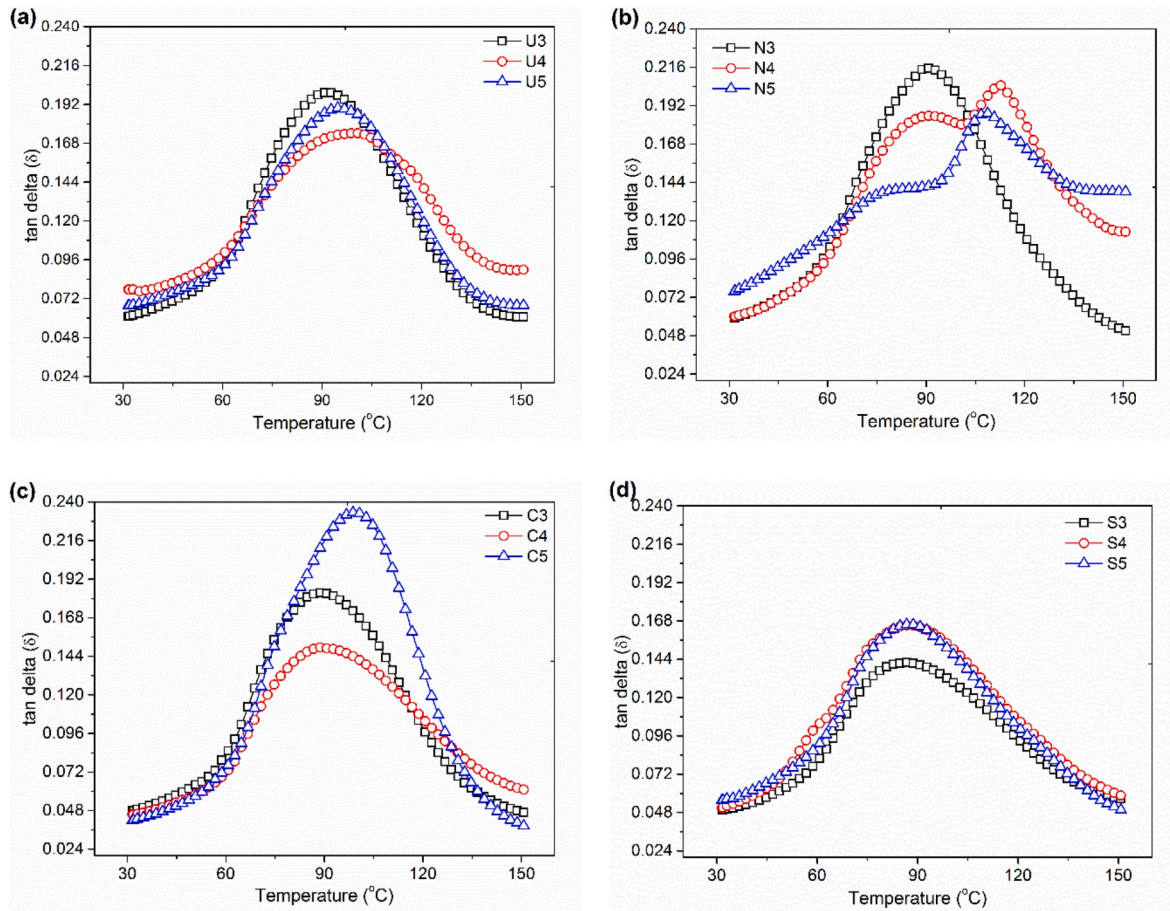 (a)
0.240
0.216
0.192
0.168
0.144
0.120
0.096
0.072
0.048
0.024
tan delta (δ)
U3
U4
U5
30
60
90
120
150
Temperature (°C)
(b)
0.240
0.216
0.192
0.168
0.144
0.120
0.096
0.072
0.048
0.024
tan delta (δ)
N3
N4
N5
30
60
90
120
150
Temperature (°C)
(c)
0.240
0.216
0.192
0.168
0.144
0.120
0.096
0.072
0.048
0.024
tan delta (δ)
C3
C4
C5
30
60
90
120
150
Temperature (°C)
(d)
0.240
0.216
0.192
0.168
0.144
0.120
0.096
0.072
0.048
0.024
tan delta (δ)
S3
S4
S5
30
60
90
120
150
Temperature (°C)